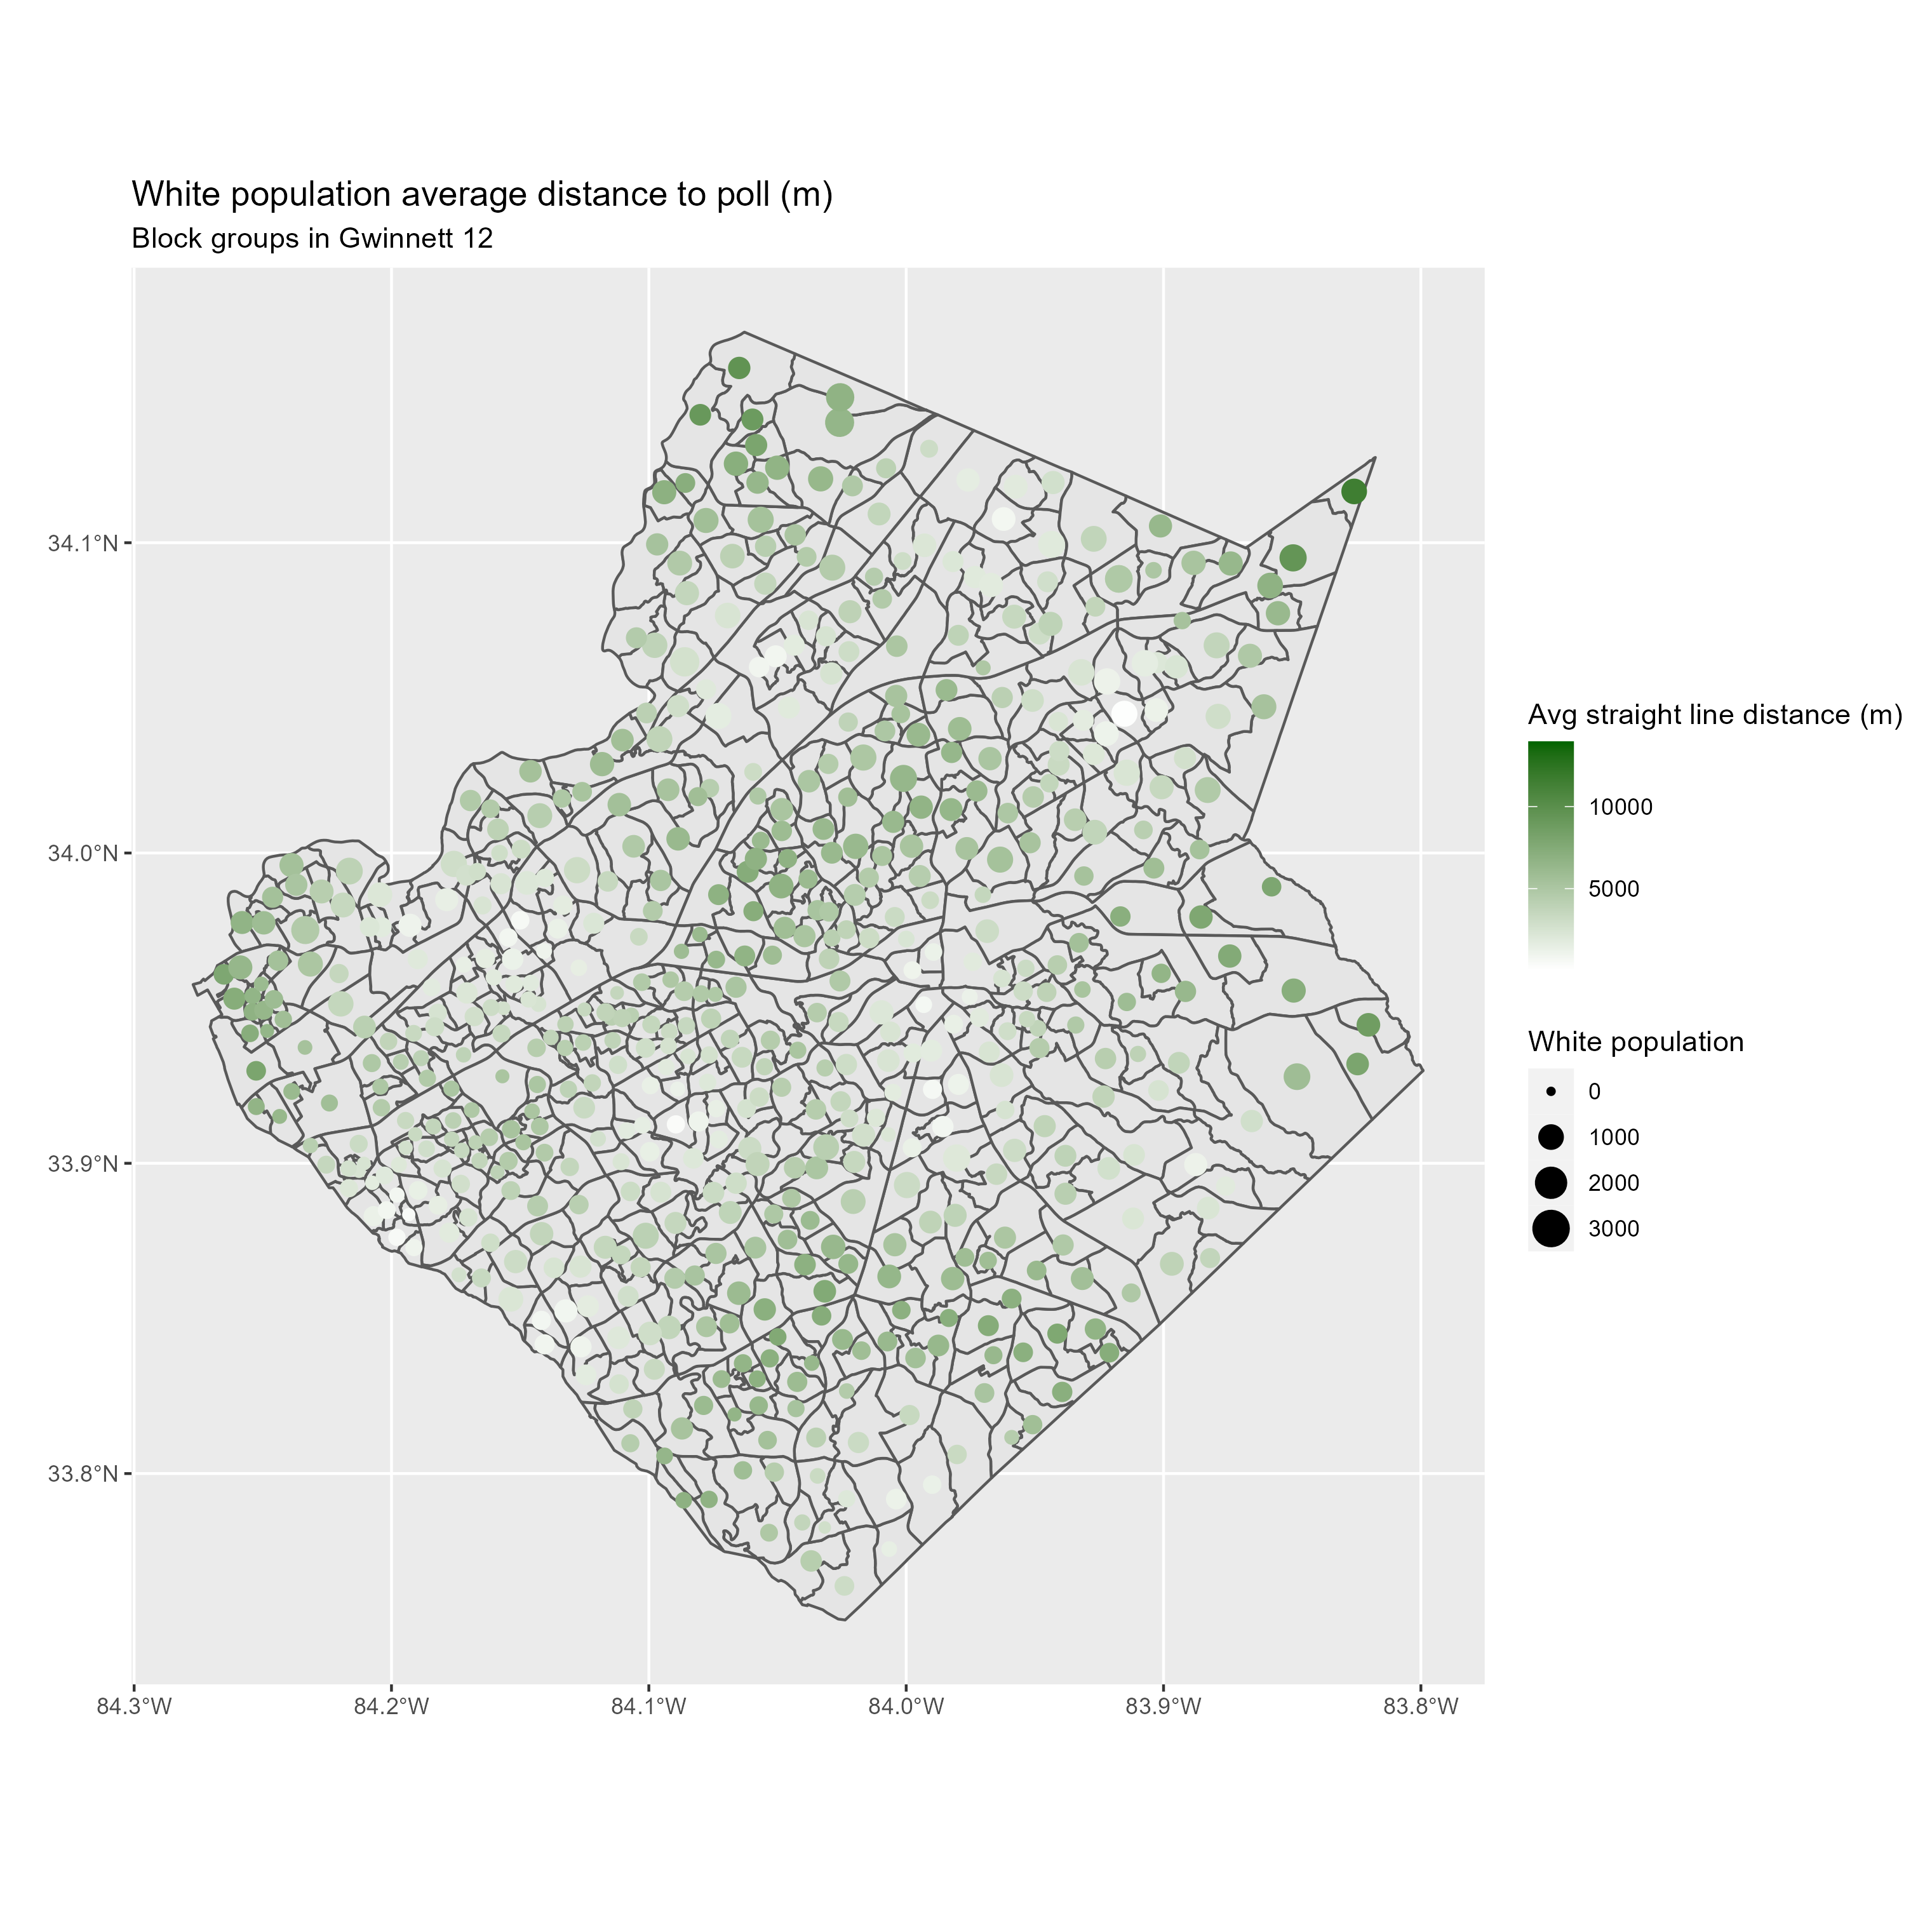 White population average distance to poll (m)
Block groups in Gwinnett 12
34.1°N
34.0°N
33.9°N
33.8°N
84.3°W
84.2°W
84.1°W
84.0°W
83.9°W
83.8°W
Avg straight line distance (m)
10000
5000
White population
0
1000
2000
3000